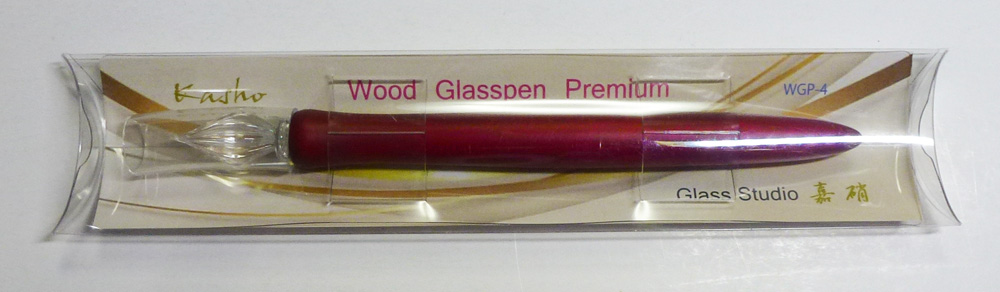 Kasho
Wood Glasspen Premium
WGP-4
Glass Studio 嘉硝